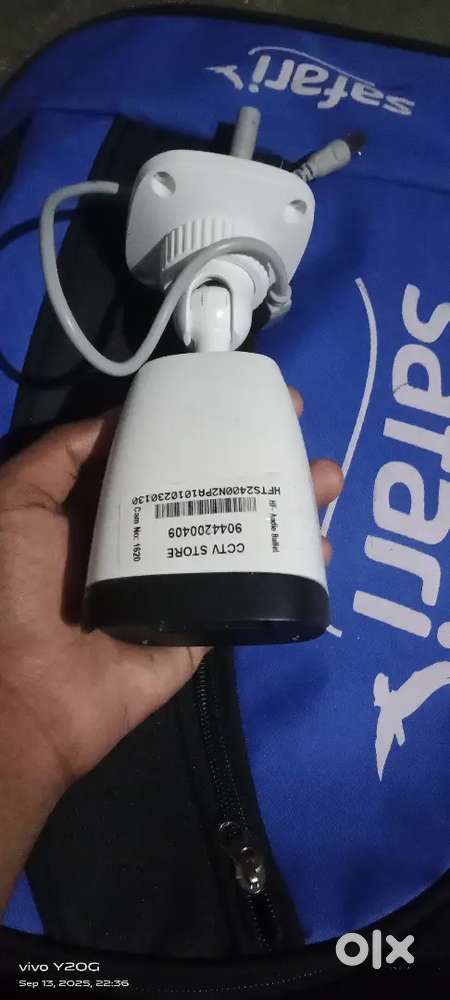 safari
safari
CCTV STORE
9044200409
HFTS2400N2PA1010230130
HF- Audio Bullet
Cam No: 1620
vivo Y20G
Sep 13, 2025, 22:36
olx